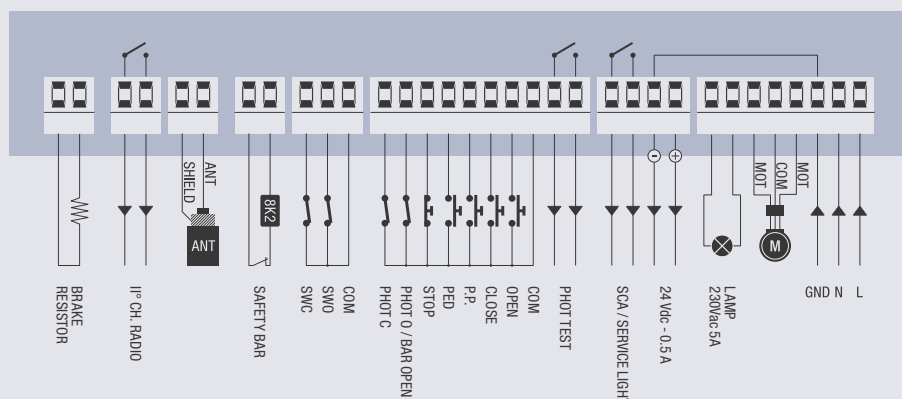 SHIELD
ANT
ANT
8K2
-
+
MOT
COM
MOT
M
BRAKE
RESISTOR
II° CH. RADIO
SAFETY BAR
SWC
SWO
COM
PHOT C
PHOT O / BAR OPEN
STOP
PED
P.P.
CLOSE
OPEN
COM
PHOT TEST
SCA / SERVICE LIGHT
24 Vdc - 0.5 A
LAMP
230Vac 5A
GND N L